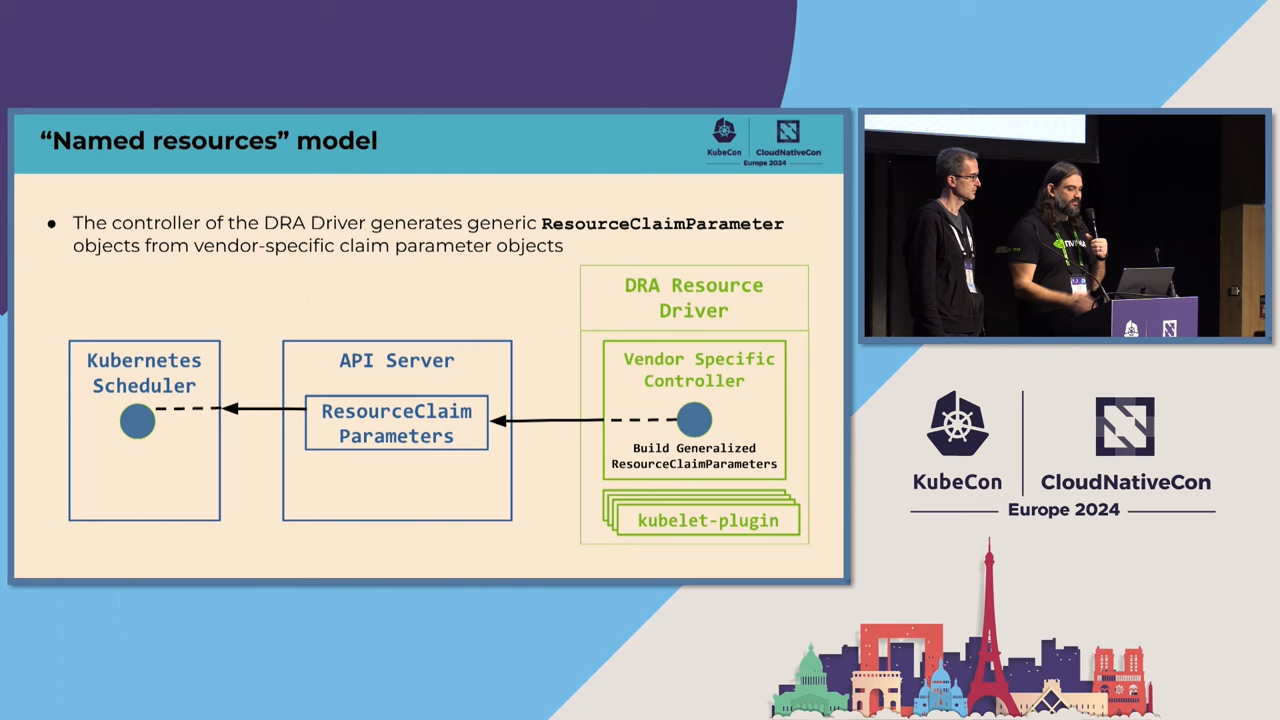 “Named resources” model
KubeCon
CloudNativeCon
Europe 2024
● The controller of the DRA Driver generates generic ResourceClaimParameter
objects from vendor-specific claim parameter objects
DRA Resource
Driver
Kubernetes
Scheduler
API Server
ResourceClaim
Parameters
Vendor Specific
Controller
Build Generalized
ResourceClaimParameters
kubelet-plugin
KubeCon
CloudNativeCon
Europe 2024